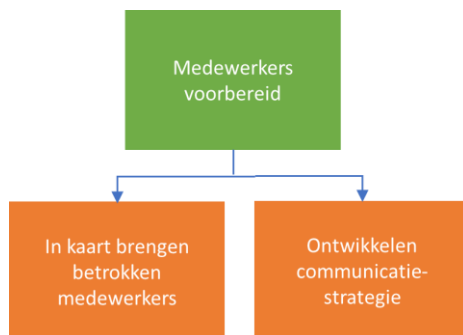 Medewerkers
voorbereid
In kaart brengen
betrokken
medewerkers
Ontwikkelen
communicatie-
strategie